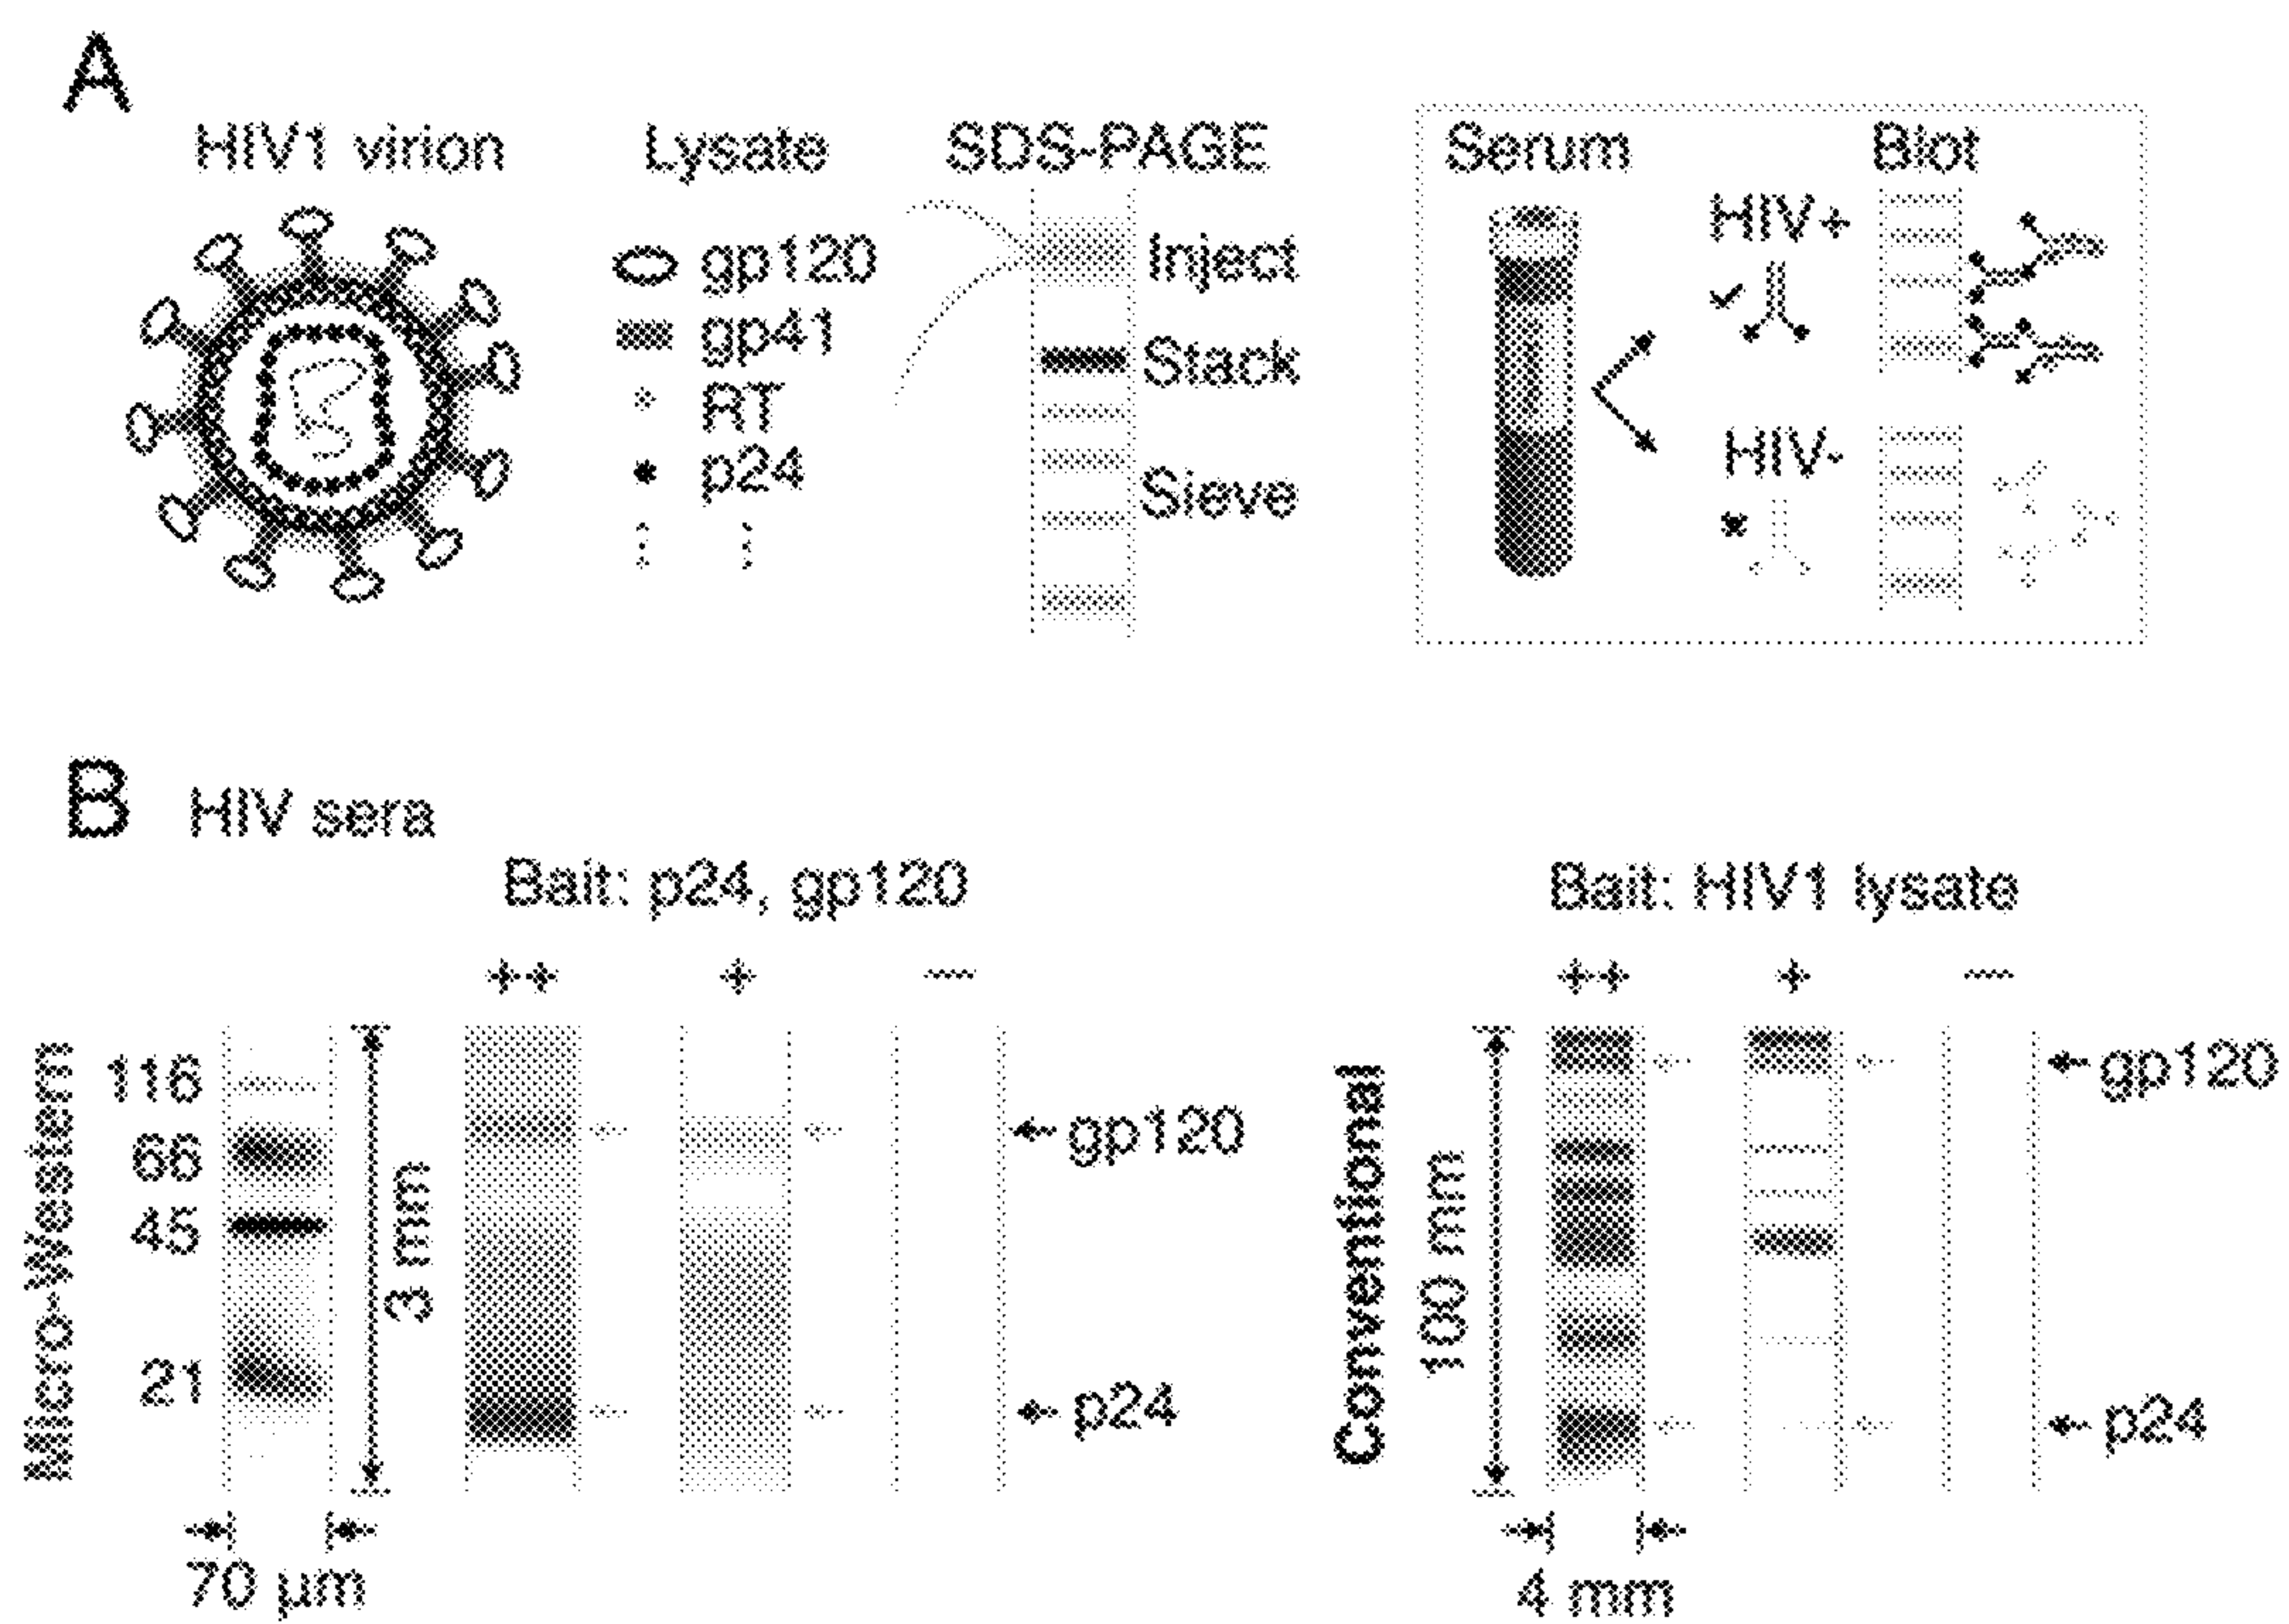 A
HIV1 virion
Lysate
gp120
gp41
RT
p24
SDS-PAGE
Inject
Stack
Sieve
Serum
HIV+
HIV-
Blot
B
HIV sera
Micro-Western
116
66
45
21
70 µm
3 mm
Bait: p24, gp120
++
+
−
gp120
p24
Conventional
100 mm
4 mm
Bait: HIV1 lysate
++
+
−
gp120
p24